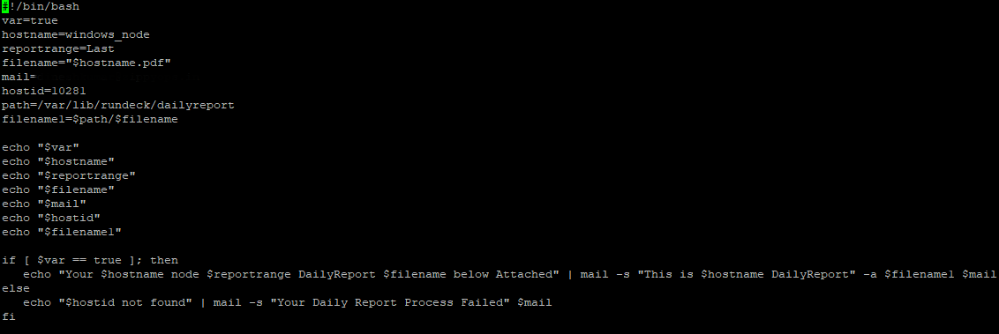 #!/bin/bash
var=true
hostname=windows_node
reportrange=Last
filename="$hostname.pdf"
mail=
hostid=10281
path=/var/lib/rundeck/dailyreport
filename1=$path/$filename
echo "$var"
echo "$hostname"
echo "$reportrange"
echo "$filename"
echo "$mail"
echo "$hostid"
echo "$filename1"
if [ $var == true ]; then
echo "Your $hostname node $reportrange DailyReport $filename below Attached" | mail -s "This is $hostname DailyReport" -a $filename1 $mail
else
echo "$hostid not found" | mail -s "Your Daily Report Process Failed" $mail
fi